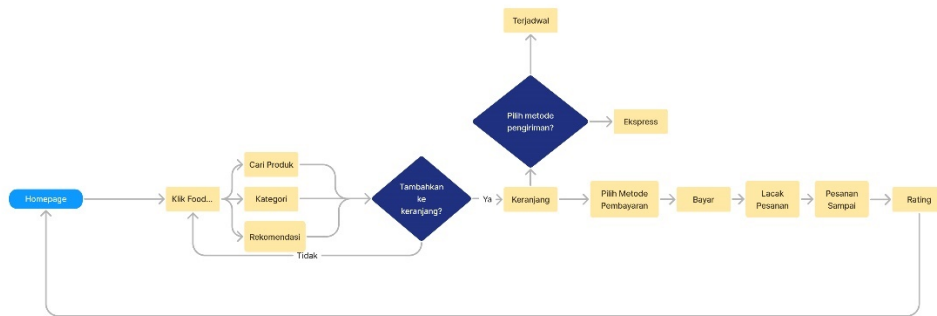 Terjadwal
Pilih metode
pengiriman?
Ekspress
Cari Produk
Homepage
Klik Food...
Kategori
Rekomendasi
Tambahkan
ke
keranjang?
Ya
Tidak
Keranjang
Pilih Metode
Pembayaran
Bayar
Lacak
Pesanan
Pesanan
Sampai
Rating